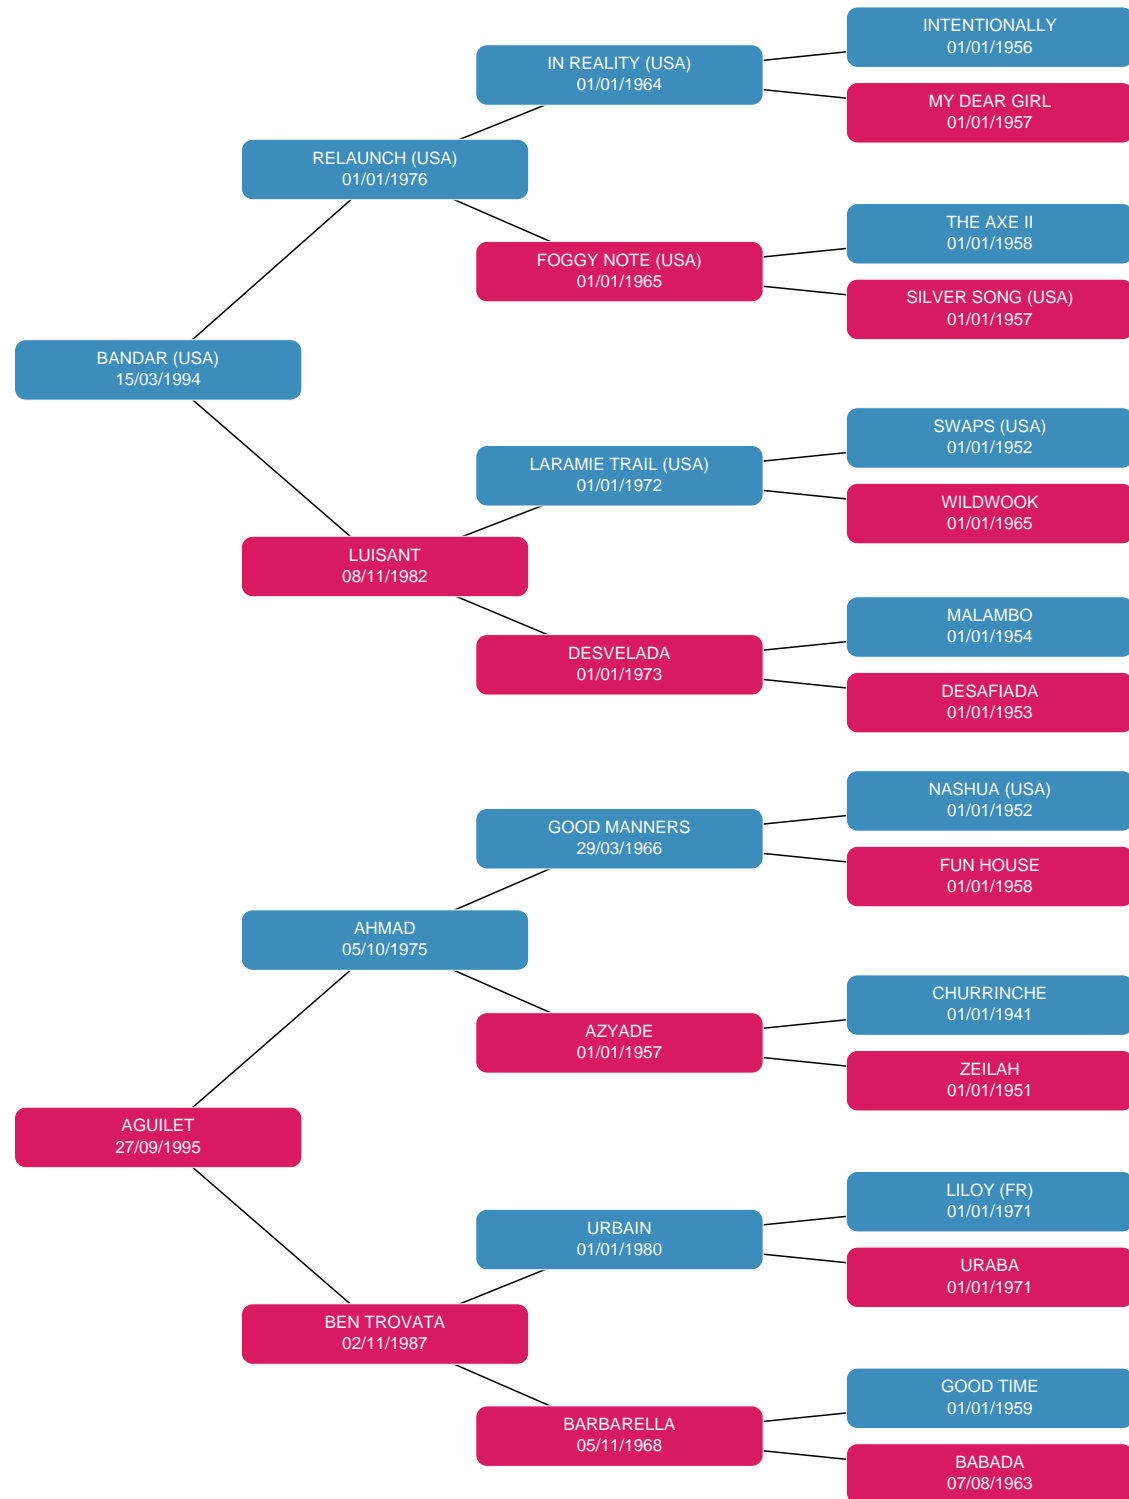 INTENTIONALLY
01/01/1956
IN REALITY (USA)
01/01/1964
MY DEAR GIRL
01/01/1957
RELAUNCH (USA)
01/01/1976
THE AXE II
01/01/1958
FOGGY NOTE (USA)
01/01/1965
SILVER SONG (USA)
01/01/1957
BANDAR (USA)
15/03/1994
SWAPS (USA)
01/01/1952
LARAMIE TRAIL (USA)
01/01/1972
WILDWOOK
01/01/1965
LUISANT
08/11/1982
MALAMBO
01/01/1954
DESVELADA
01/01/1973
DESAFIADA
01/01/1953
NASHUA (USA)
01/01/1952
GOOD MANNERS
29/03/1966
FUN HOUSE
01/01/1958
AHMAD
05/10/1975
CHURRINCHE
01/01/1941
AZYADE
01/01/1957
ZEILAH
01/01/1951
AGUILET
27/09/1995
LILOY (FR)
01/01/1971
URBAIN
01/01/1980
URABA
01/01/1971
BEN TROVATA
02/11/1987
GOOD TIME
01/01/1959
BARBARELLA
05/11/1968
BABADA
07/08/1963